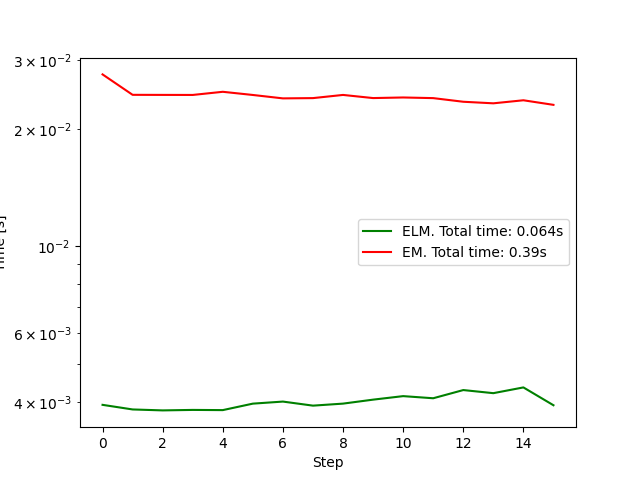 3 × 10⁻²
2 × 10⁻²
10⁻²
6 × 10⁻³
4 × 10⁻³
Time [s]
ELM. Total time: 0.064s
EM. Total time: 0.39s
0 2 4 6 8 10 12 14
Step